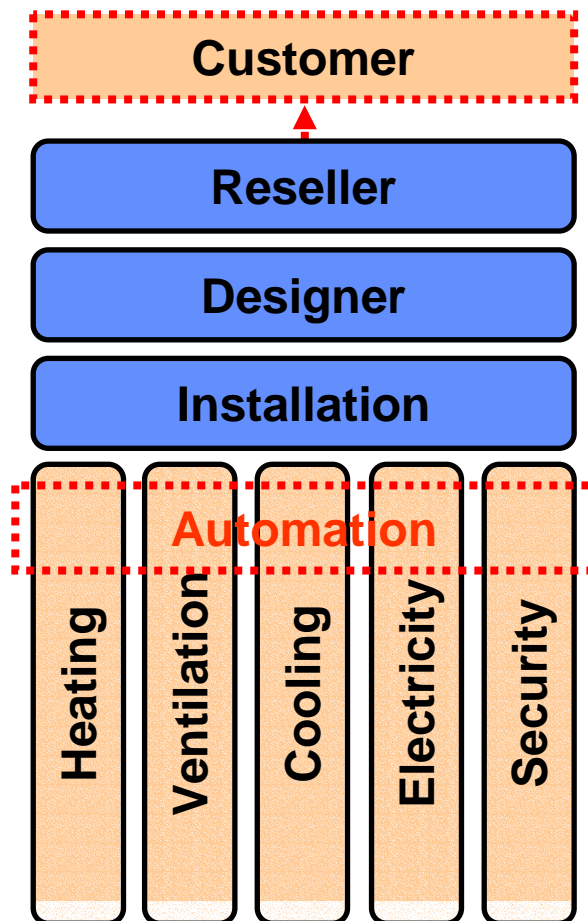 Customer
Reseller
Designer
Installation
Automation
Heating
Ventilation
Cooling
Electricity
Security